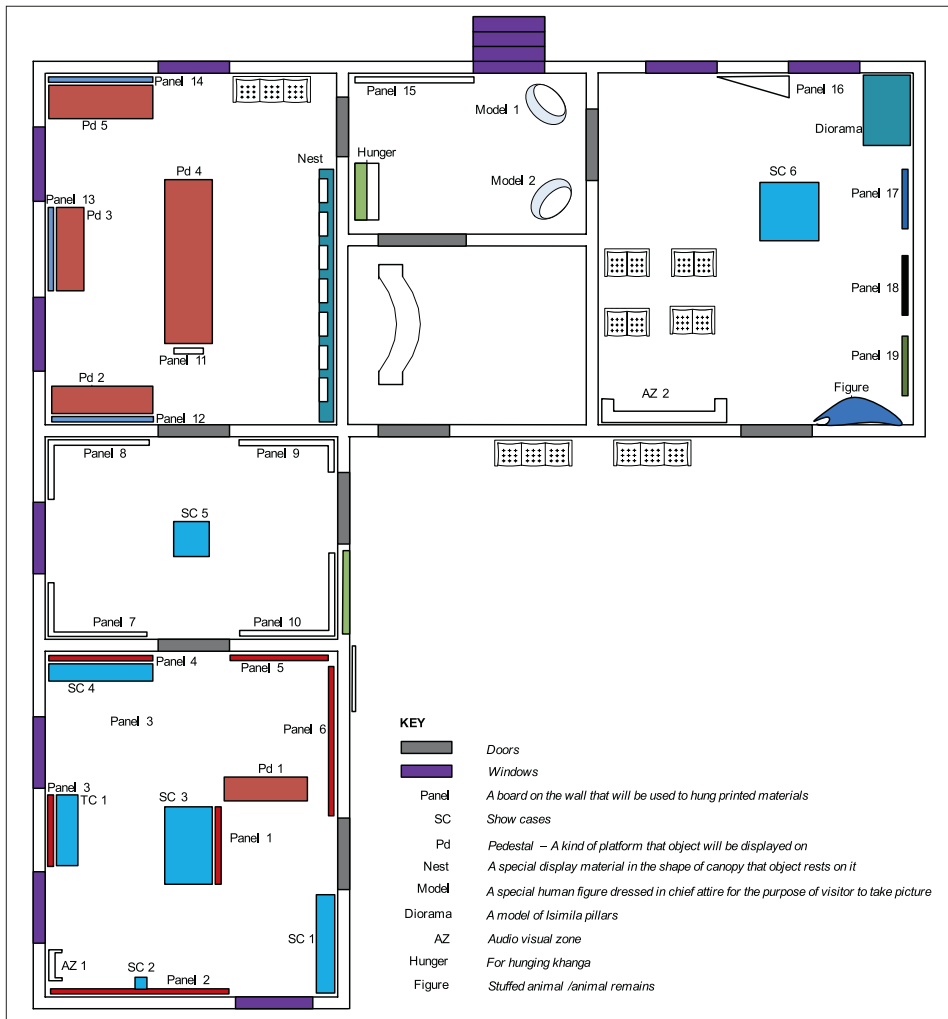 Panel 14
Pd 5
Panel 15
Model 1
Panel 16
Diorama
Hunger
Nest
Pd 4
SC 6
Model 2
Panel 17
Panel 13
Pd 3
Panel 18
Panel 11
Panel 19
Pd 2
Figure
AZ 2
Panel 12
Panel 8
Panel 9
SC 5
Panel 7
Panel 10
Panel 4
Panel 5
SC 4
Panel 3
Panel 6
Pd 1
Panel 3
TC 1
SC 3
Panel 1
SC 1
AZ 1
SC 2
Panel 2
KEY
Doors
Windows
Panel A board on the wall that will be used to hung printed materials
SC Show cases
Pd Pedestal – A kind of platform that object will be displayed on
Nest A special display material in the shape of canopy that object rests on it
Model A special human figure dressed in chief attire for the purpose of visitor to take picture
Diorama A model of Isimila pillars
AZ Audio visual zone
Hunger For hunging khanga
Figure Stuffed animal /animal remains